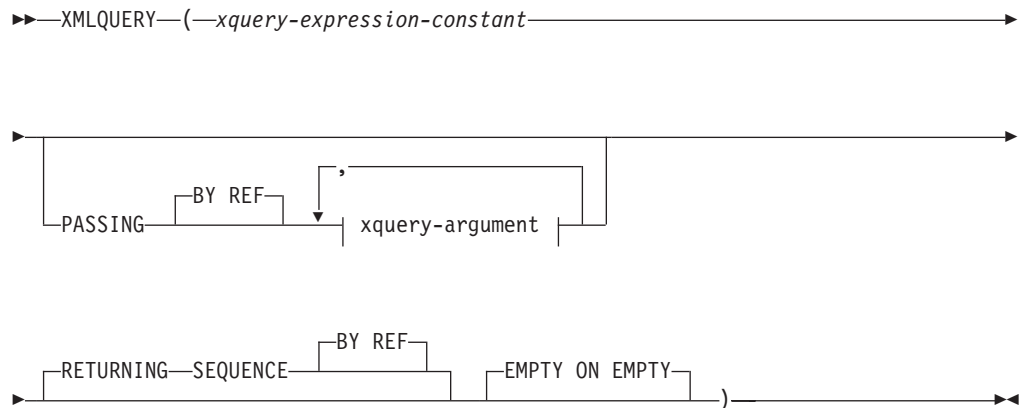 XMLQUERY ( xquery-expression-constant
,
BY REF
PASSING xquery-argument
BY REF
RETURNING SEQUENCE EMPTY ON EMPTY
)